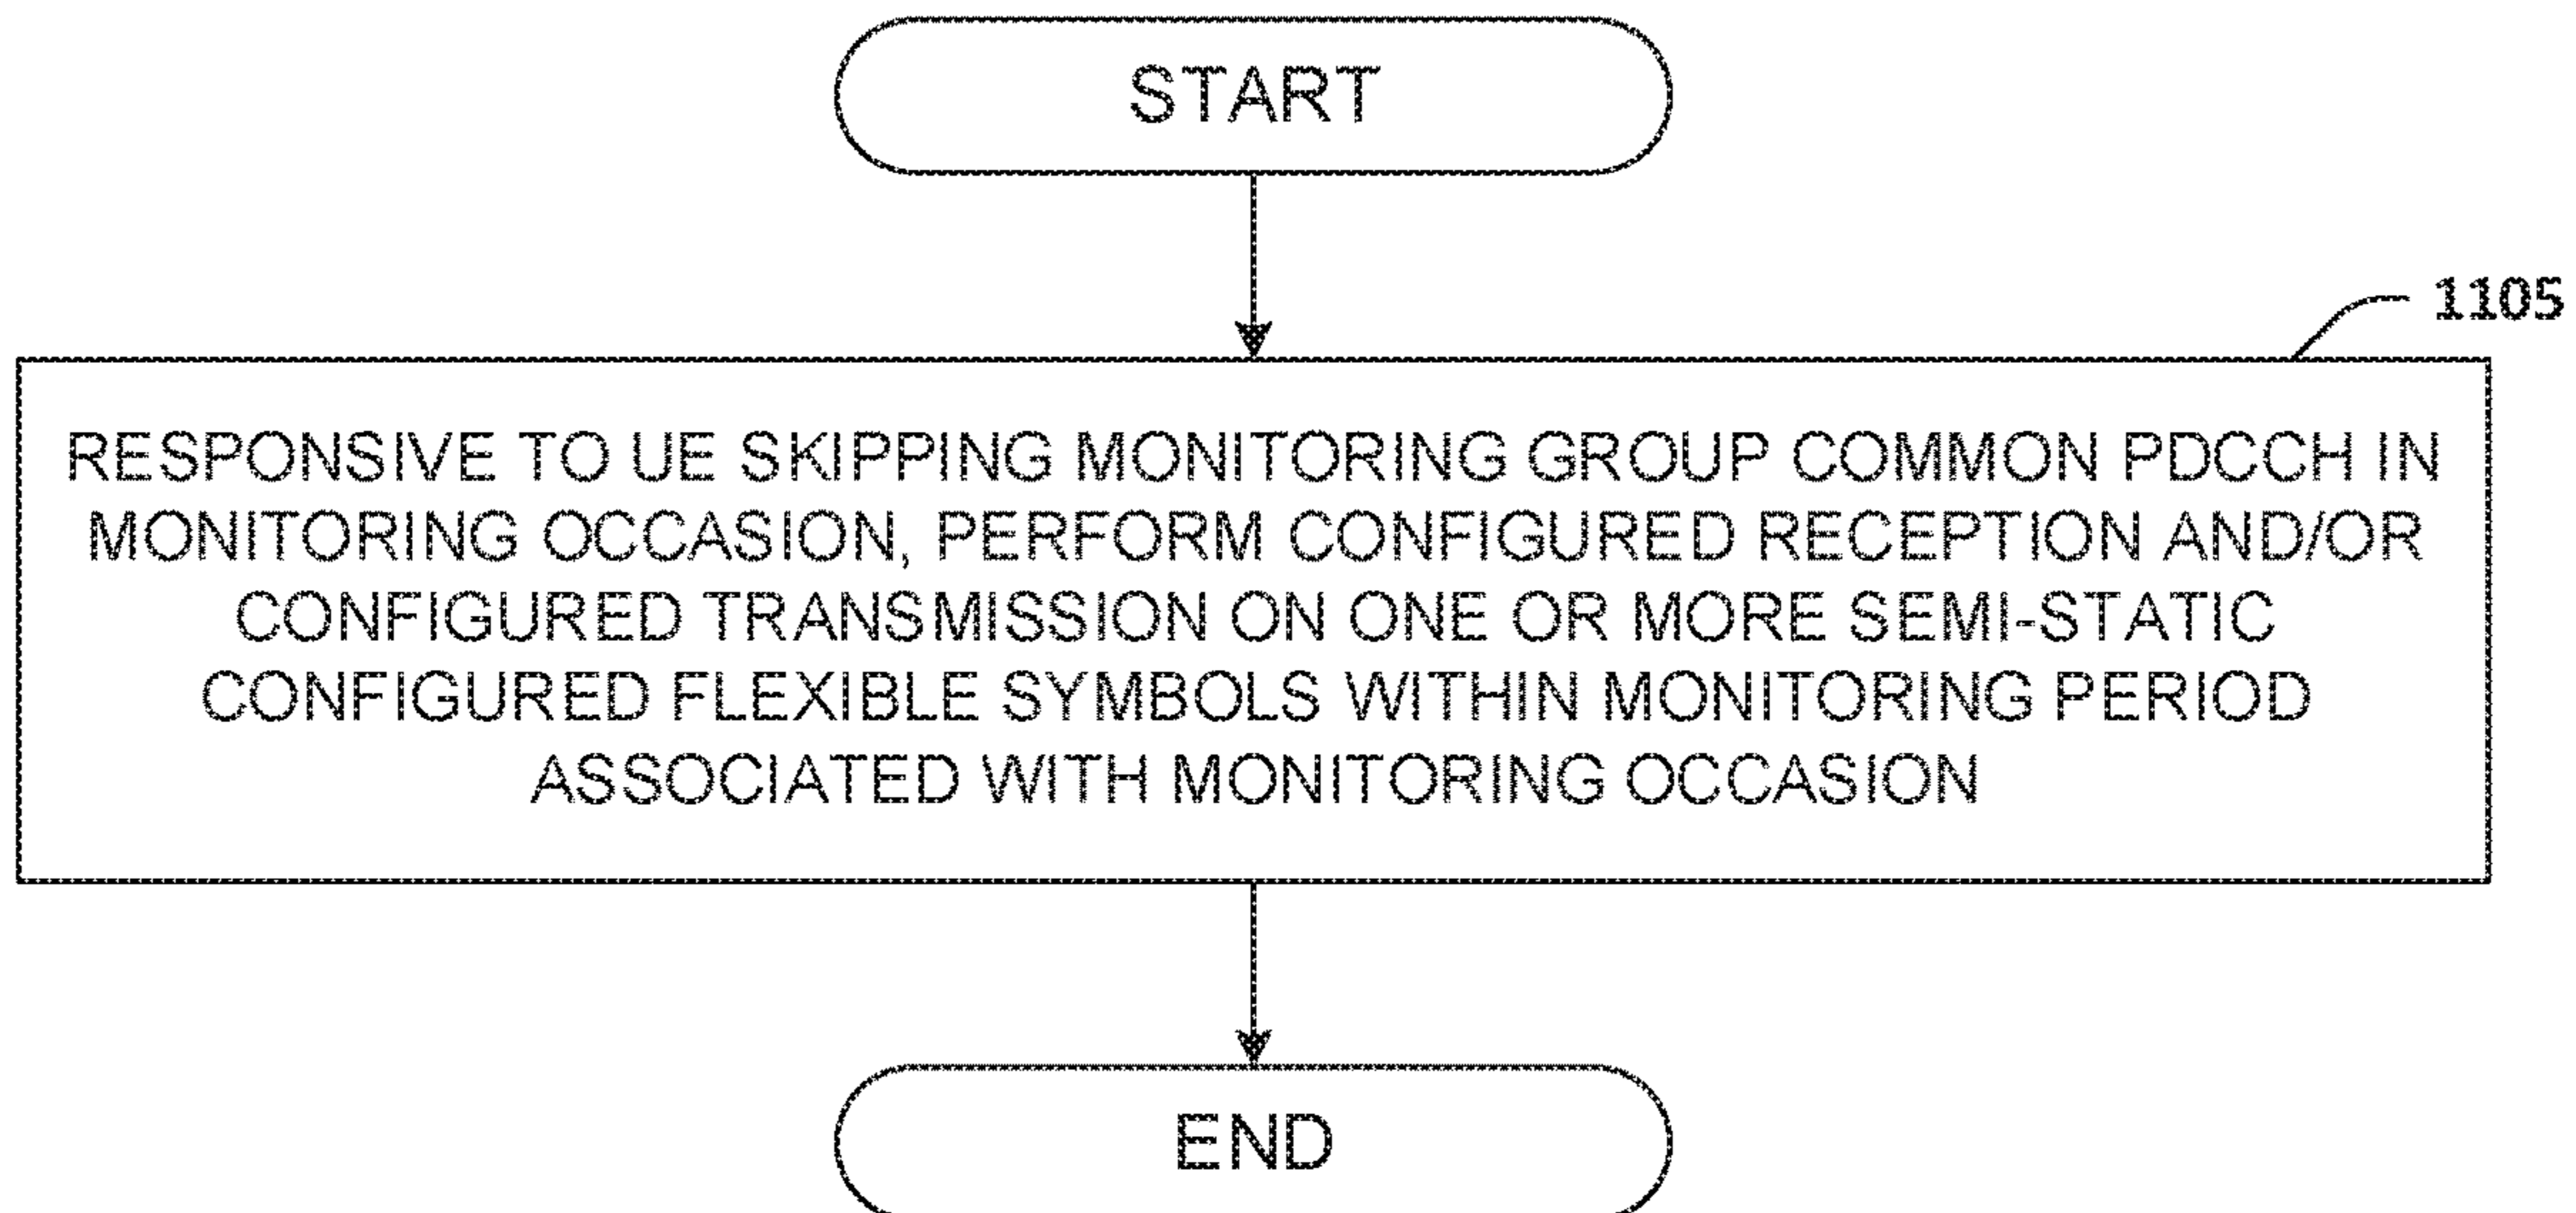 START
1105
RESPONSIVE TO UE SKIPPING MONITORING GROUP COMMON PDCCH IN
MONITORING OCCASION, PERFORM CONFIGURED RECEPTION AND/OR
CONFIGURED TRANSMISSION ON ONE OR MORE SEMI-STATIC
CONFIGURED FLEXIBLE SYMBOLS WITHIN MONITORING PERIOD
ASSOCIATED WITH MONITORING OCCASION
END